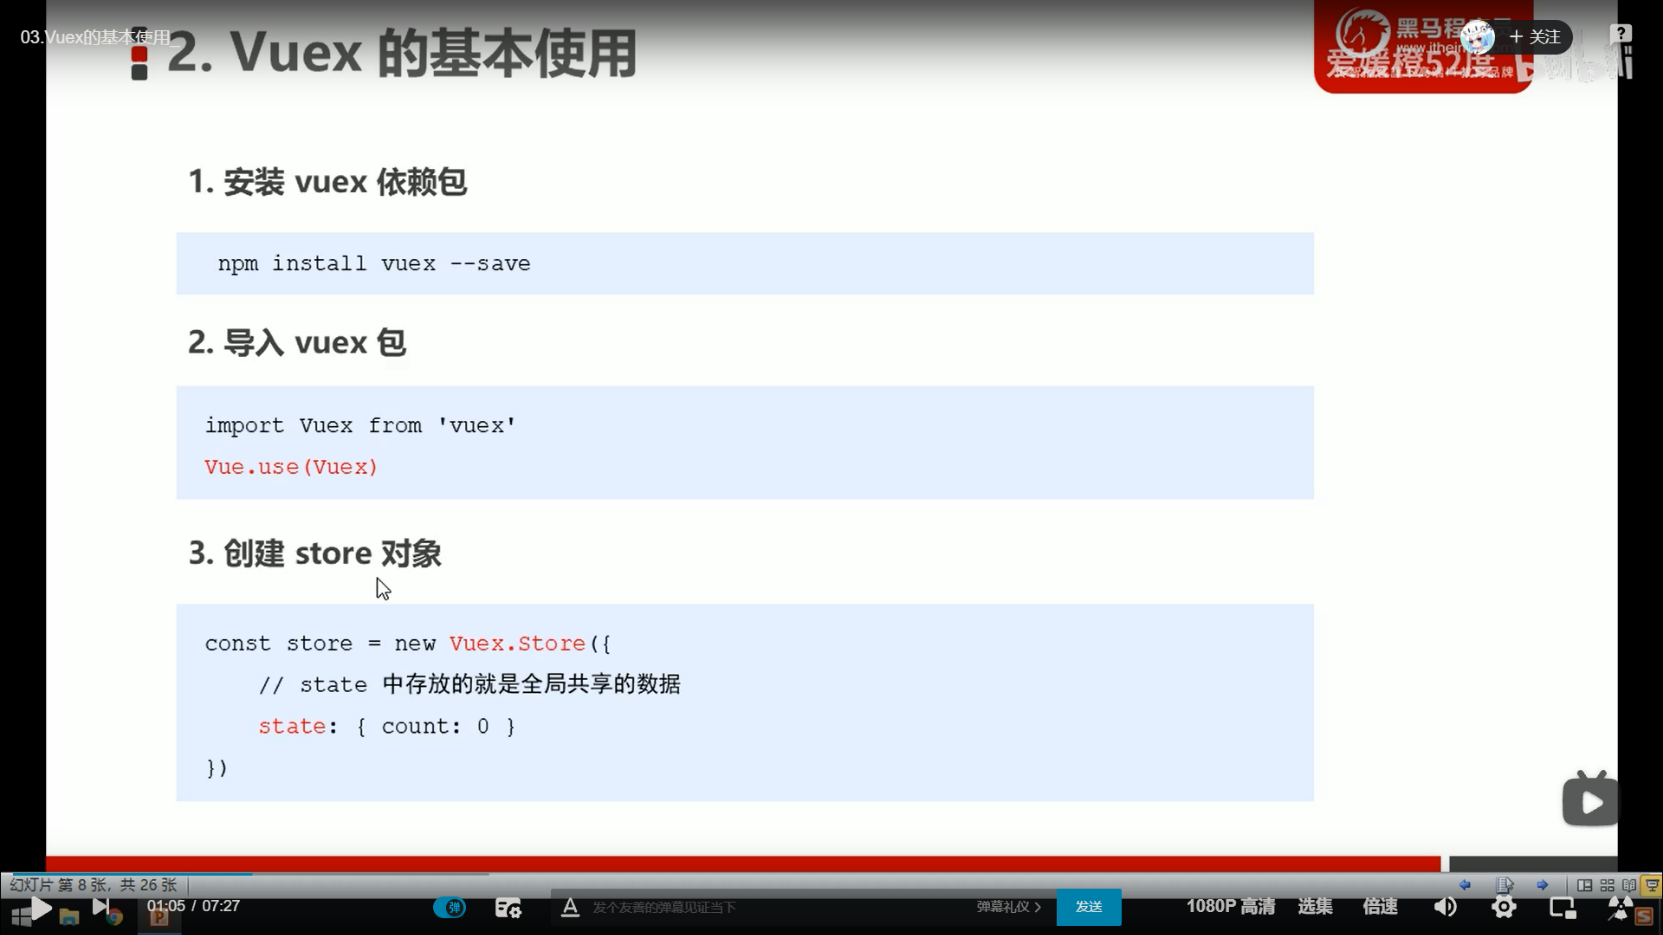 03.Vuex的基本使用_
2. Vuex 的基本使用
黑马程序员
+ 关注
?
爱媛橙52度
bilibili
1. 安装 vuex 依赖包
npm install vuex --save
2. 导入 vuex 包
import Vuex from 'vuex'
Vue.use(Vuex)
3. 创建 store 对象
const store = new Vuex.Store({
// state 中存放的就是全局共享的数据
state: { count: 0 }
})
幻灯片 第 8 张，共 26 张
01:05 / 07:27
弹
A
发个友善的弹幕见证当下
弹幕礼仪 >
发送
1080P 高清
选集
倍速